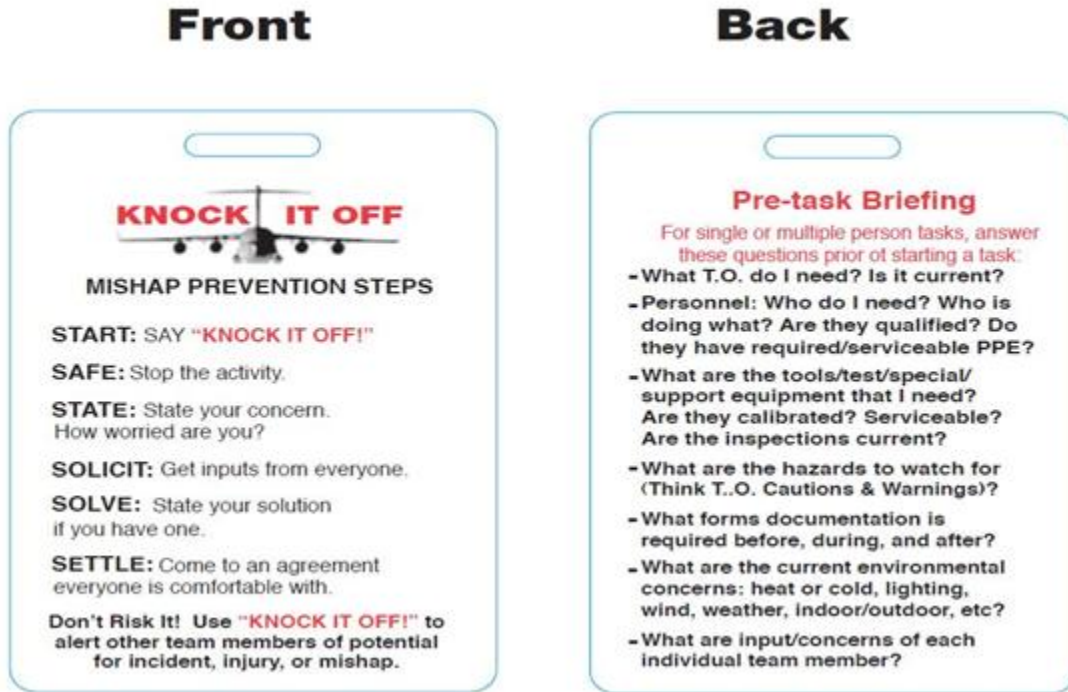 Front
KNOCK IT OFF
MISHAP PREVENTION STEPS
START: SAY “KNOCK IT OFF!”
SAFE: Stop the activity.
STATE: State your concern.
How worried are you?
SOLICIT: Get inputs from everyone.
SOLVE: State your solution
if you have one.
SETTLE: Come to an agreement
everyone is comfortable with.
Don't Risk It! Use “KNOCK IT OFF!” to
alert other team members of potential
for incident, injury, or mishap.
Back
Pre-task Briefing
For single or multiple person tasks, answer
these questions prior ot starting a task:
- What T.O. do I need? Is it current?
- Personnel: Who do I need? Who is
doing what? Are they qualified? Do
they have required/serviceable PPE?
- What are the tools/test/special/
support equipment that I need?
Are they calibrated? Serviceable?
Are the inspections current?
- What are the hazards to watch for
(Think T..O. Cautions & Warnings)?
- What forms documentation is
required before, during, and after?
- What are the current environmental
concerns: heat or cold, lighting,
wind, weather, indoor/outdoor, etc?
- What are input/concerns of each
individual team member?